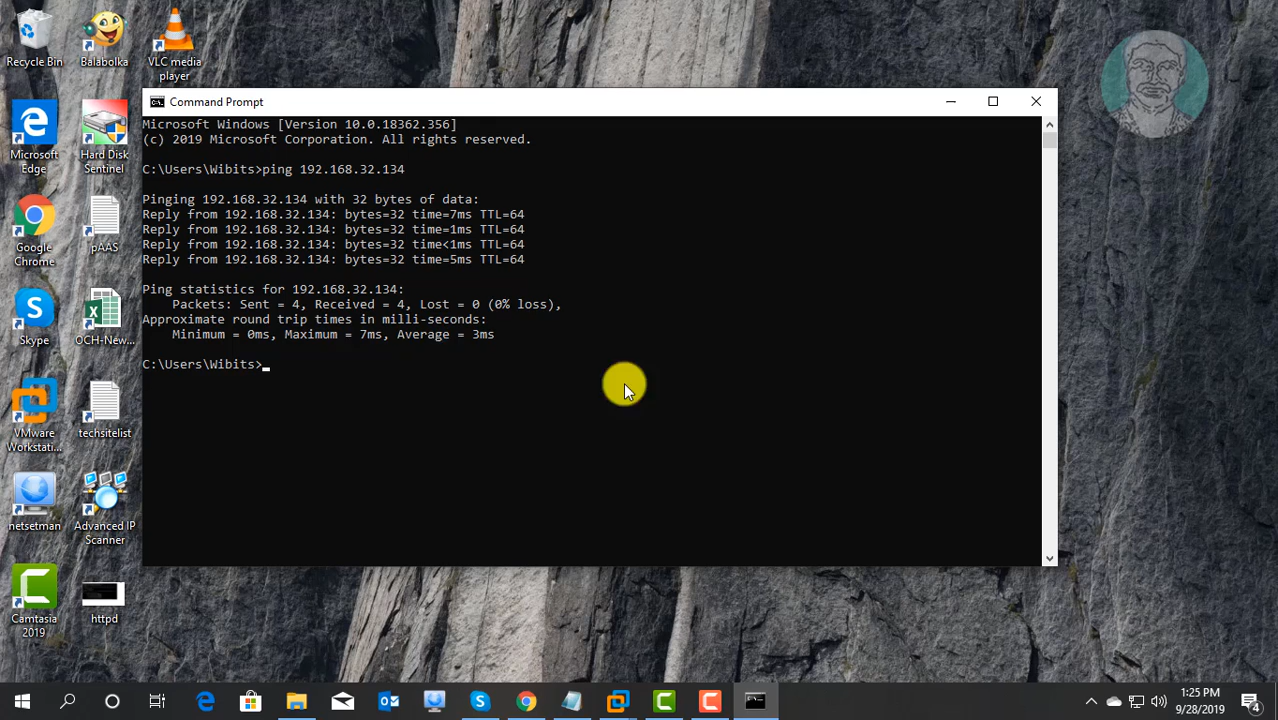 Recycle Bin
Balabolka
VLC media
player
Microsoft
Edge
Hard Disk
Sentinel
Google
Chrome
pAAS
Skype
OCH-New...
VMware
Workstati...
techsitelist
netsetman
Advanced IP
Scanner
Camtasia
2019
httpd
Command Prompt
Microsoft Windows [Version 10.0.18362.356]
(c) 2019 Microsoft Corporation. All rights reserved.
C:\Users\Wibits>ping 192.168.32.134
Pinging 192.168.32.134 with 32 bytes of data:
Reply from 192.168.32.134: bytes=32 time=7ms TTL=64
Reply from 192.168.32.134: bytes=32 time=1ms TTL=64
Reply from 192.168.32.134: bytes=32 time<1ms TTL=64
Reply from 192.168.32.134: bytes=32 time=5ms TTL=64
Ping statistics for 192.168.32.134:
Packets: Sent = 4, Received = 4, Lost = 0 (0% loss),
Approximate round trip times in milli-seconds:
Minimum = 0ms, Maximum = 7ms, Average = 3ms
C:\Users\Wibits>
1:25 PM
9/28/2019
4